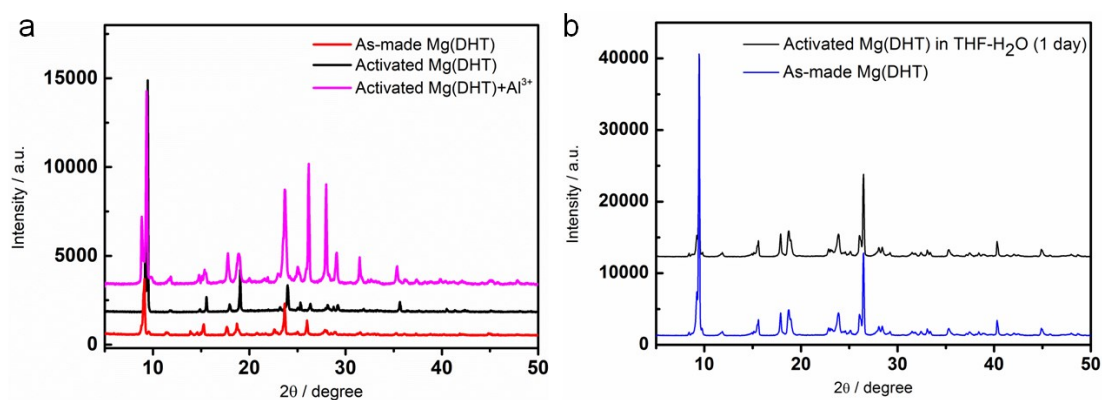 a
As-made Mg(DHT)
Activated Mg(DHT)
Activated Mg(DHT)+Al³⁺
15000
10000
5000
0
Intensity / a.u.
10 20 30 40 50
2θ / degree
b
Activated Mg(DHT) in THF-H₂O (1 day)
As-made Mg(DHT)
40000
30000
20000
10000
0
Intensity / a.u.
10 20 30 40 50
2θ / degree